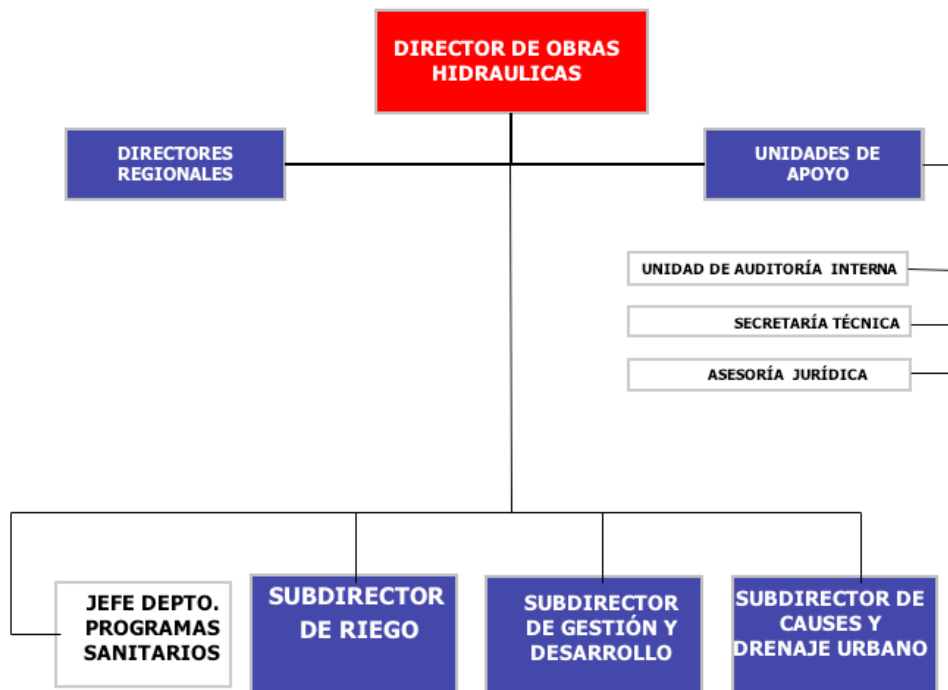 DIRECTOR DE OBRAS
HIDRAULICAS
DIRECTORES
REGIONALES
UNIDADES DE
APOYO
UNIDAD DE AUDITORÍA INTERNA
SECRETARÍA TÉCNICA
ASESORÍA JURÍDICA
JEFE DEPTO.
PROGRAMAS
SANITARIOS
SUBDIRECTOR
DE RIEGO
SUBDIRECTOR
DE GESTIÓN Y
DESARROLLO
SUBDIRECTOR DE
CAUSES Y
DRENAJE URBANO